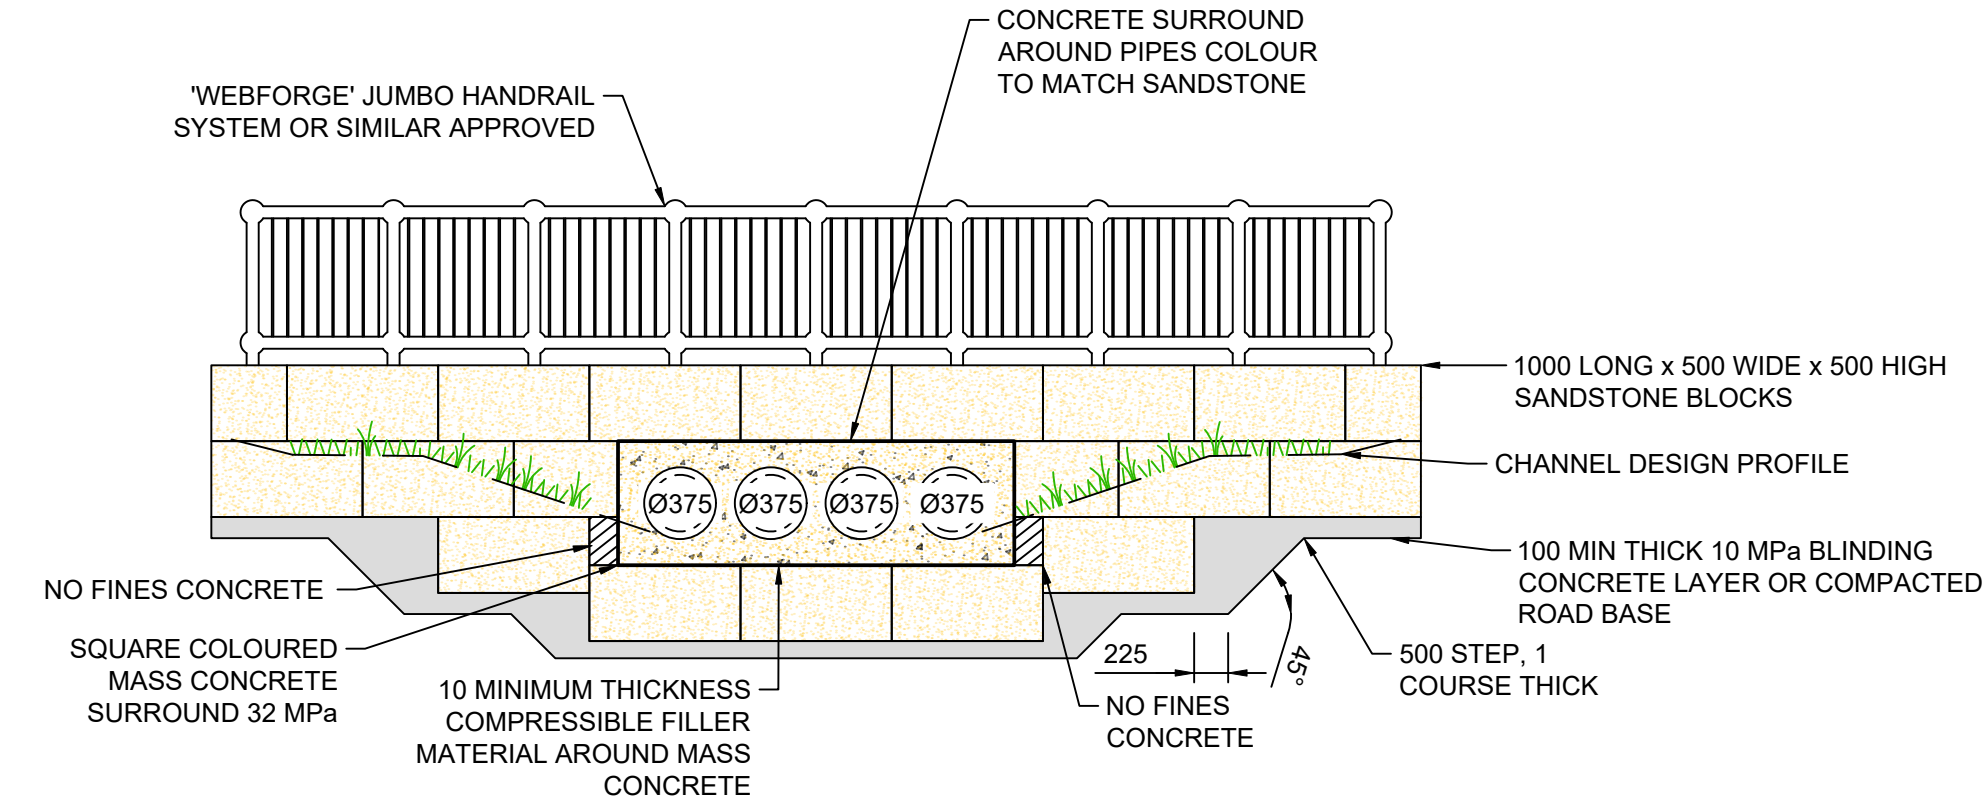 CONCRETE SURROUND
AROUND PIPES COLOUR
TO MATCH SANDSTONE
'WEBFORGE' JUMBO HANDRAIL
SYSTEM OR SIMILAR APPROVED
1000 LONG x 500 WIDE x 500 HIGH
SANDSTONE BLOCKS
CHANNEL DESIGN PROFILE
Ø375 Ø375 Ø375 Ø375
100 MIN THICK 10 MPa BLINDING
CONCRETE LAYER OR COMPACTED
ROAD BASE
NO FINES CONCRETE
SQUARE COLOURED
MASS CONCRETE
SURROUND 32 MPa
10 MINIMUM THICKNESS
COMPRESSIBLE FILLER
MATERIAL AROUND MASS
CONCRETE
225
45°
500 STEP, 1
COURSE THICK
NO FINES
CONCRETE